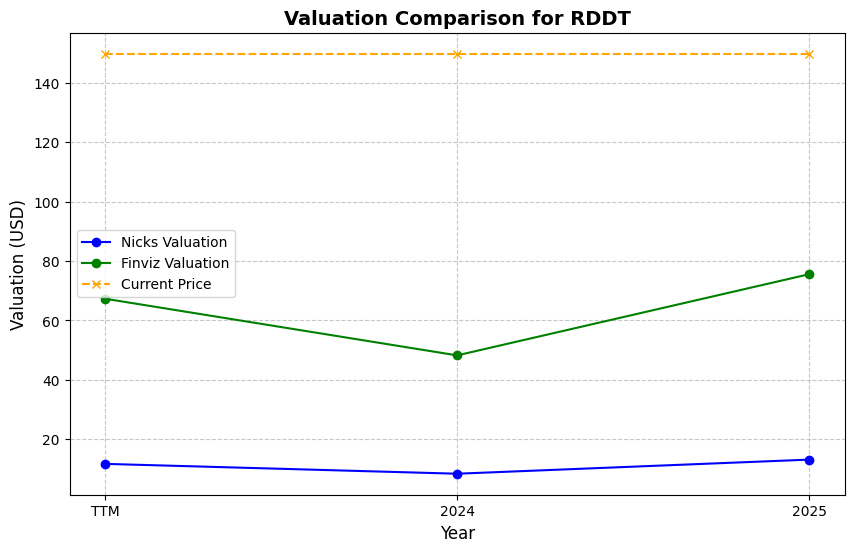 Valuation Comparison for RDDT
Valuation (USD)
140
120
100
80
60
40
20
Nicks Valuation
Finviz Valuation
Current Price
TTM
2024
2025
Year